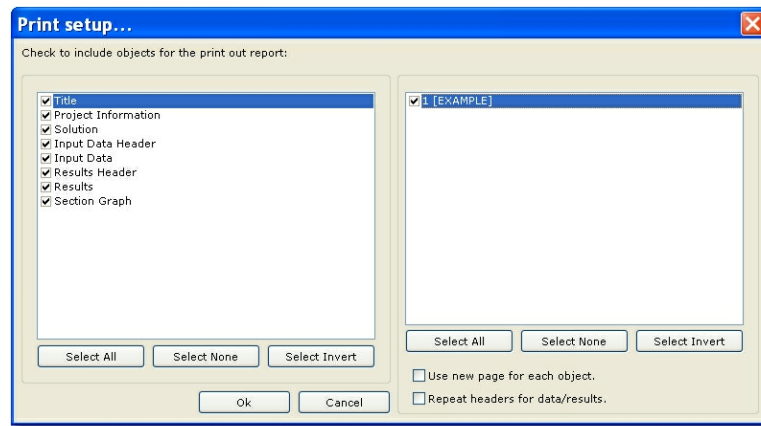 Print setup...
Check to include objects for the print out report:
Title
Project Information
Solution
Input Data Header
Input Data
Results Header
Results
Section Graph
Select All
Select None
Select Invert
Ok
Cancel
1 [EXAMPLE]
Select All
Select None
Select Invert
Use new page for each object.
Repeat headers for data/results.